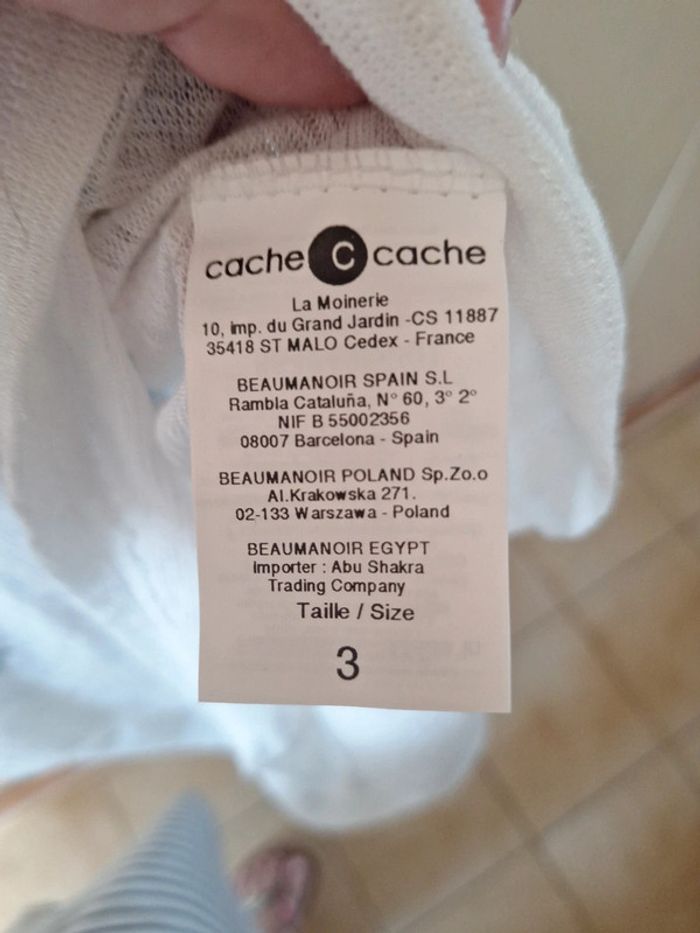 cache C cache
La Moinerie
10, imp. du Grand Jardin -CS 11887
35418 ST MALO Cedex - France
BEAUMANOIR SPAIN S.L
Rambla Cataluña, N° 60, 3° 2°
NIF B 55002356
08007 Barcelona - Spain
BEAUMANOIR POLAND Sp.Zo.o
Al.Krakowska 271.
02-133 Warszawa - Poland
BEAUMANOIR EGYPT
Importer : Abu Shakra
Trading Company
Taille / Size
3